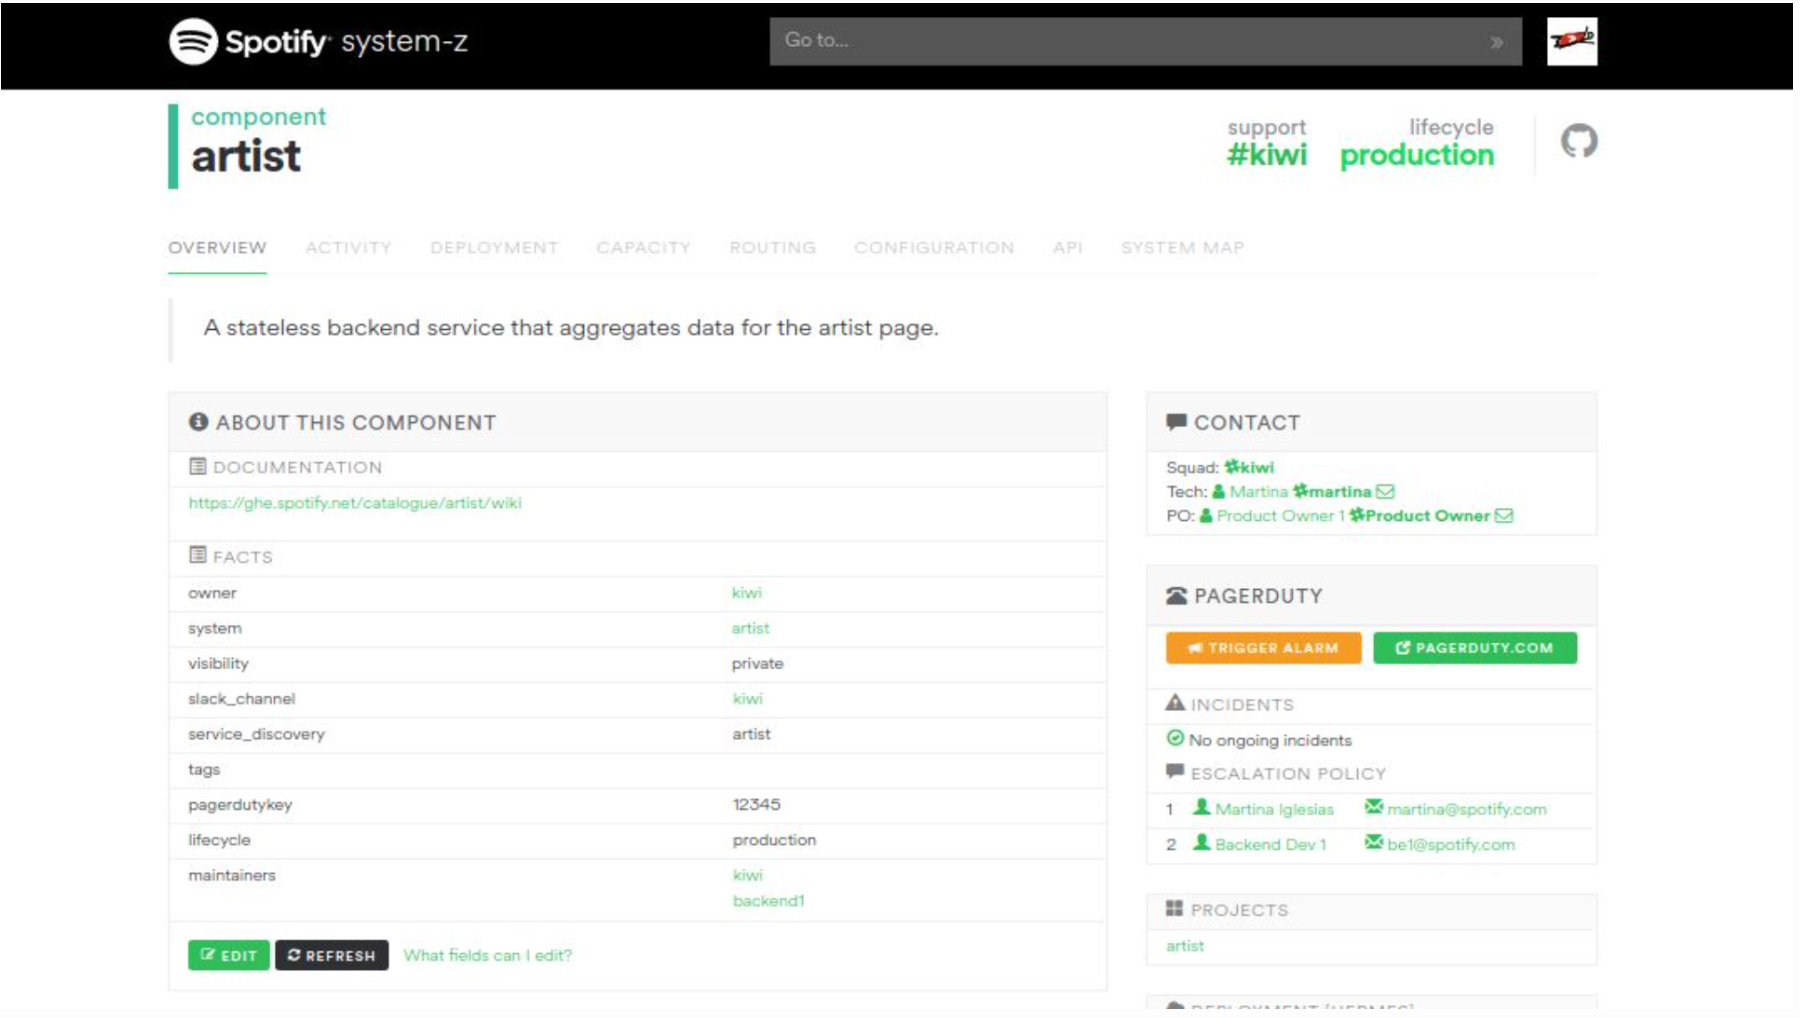 Spotify system-z
Go to... »
component
artist
support
#kiwi
lifecycle
production
OVERVIEW ACTIVITY DEPLOYMENT CAPACITY ROUTING CONFIGURATION API SYSTEM MAP
A stateless backend service that aggregates data for the artist page.
ABOUT THIS COMPONENT
DOCUMENTATION
https://ghe.spotify.net/catalogue/artist/wiki
FACTS
owner kiwi
system artist
visibility private
slack_channel kiwi
service_discovery artist
tags
pagerdutykey 12345
lifecycle production
maintainers kiwi
backend1
EDIT REFRESH What fields can I edit?
CONTACT
Squad: kiwi
Tech: Martina martina
PO: Product Owner 1 Product Owner
PAGERDUTY
TRIGGER ALARM PAGERDUTY.COM
INCIDENTS
No ongoing incidents
ESCALATION POLICY
1 Martina Iglesias martina@spotify.com
2 Backend Dev 1 be1@spotify.com
PROJECTS
artist
DEPLOYMENT (HERMES)